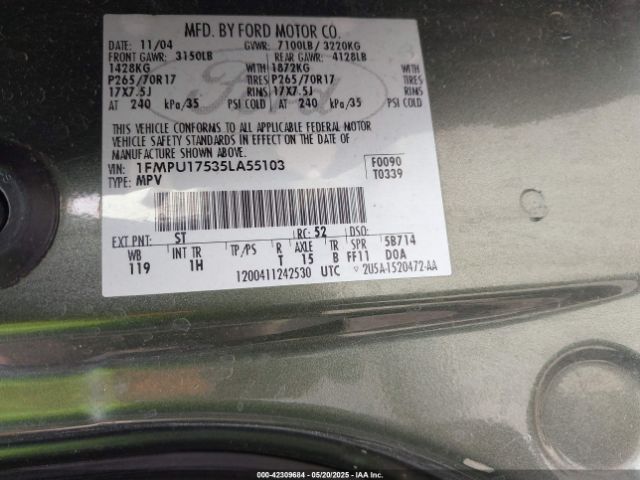 MFD. BY FORD MOTOR CO.
DATE: 11/04 GVWR: 7100LB/ 3220KG
FRONT GAWR: 3150LB REAR GAWR: 4128LB
1428KG WITH 1872KG WITH
P265/70R17 TIRES P265/70R17 TIRES
17X7.5J RIMS 17X7.5J RIMS
AT 240 kPa/35 PSI COLD AT 240 kPa/35 PSI COLD
Ford
THIS VEHICLE CONFORMS TO ALL APPLICABLE FEDERAL MOTOR
VEHICLE SAFETY STANDARDS IN EFFECT ON THE DATE OF
MANUFACTURE SHOWN ABOVE.
VIN: 1FMPU17535LA55103 F0090
TYPE: MPV T0339
EXT PNT: ST RC: 52 DSO:
WB INT TR TP/PS R AXLE TR SPR 5B714
119 1H T 15 B FF11 DOA
1200411242530 UTC 2U5A-1520472-AA
000-42309684 - 05/20/2025 - IAA Inc.